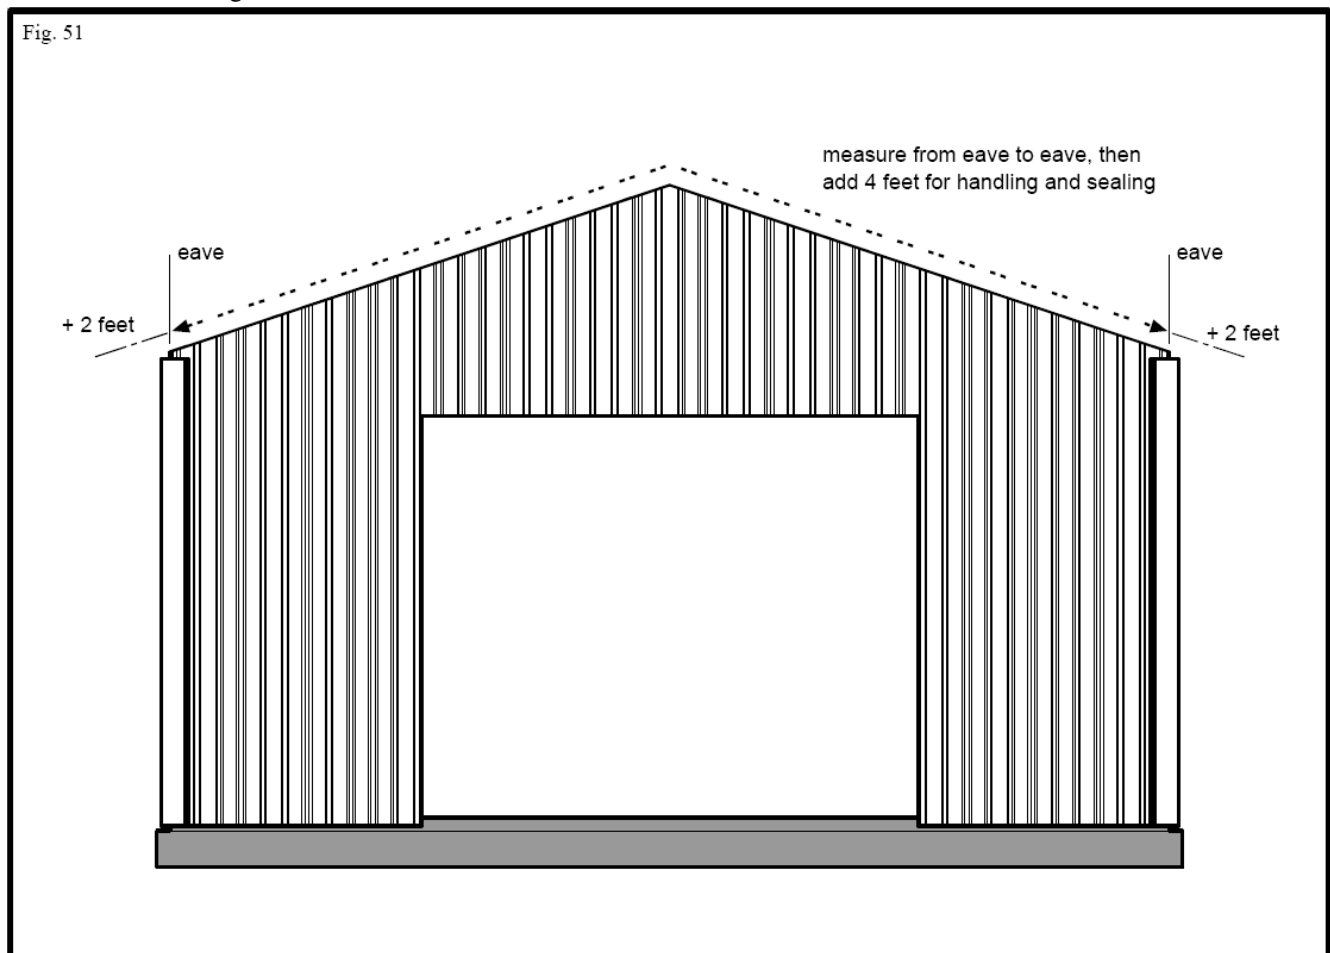 Fig. 51
measure from eave to eave, then
add 4 feet for handling and sealing
eave
eave
+ 2 feet
+ 2 feet